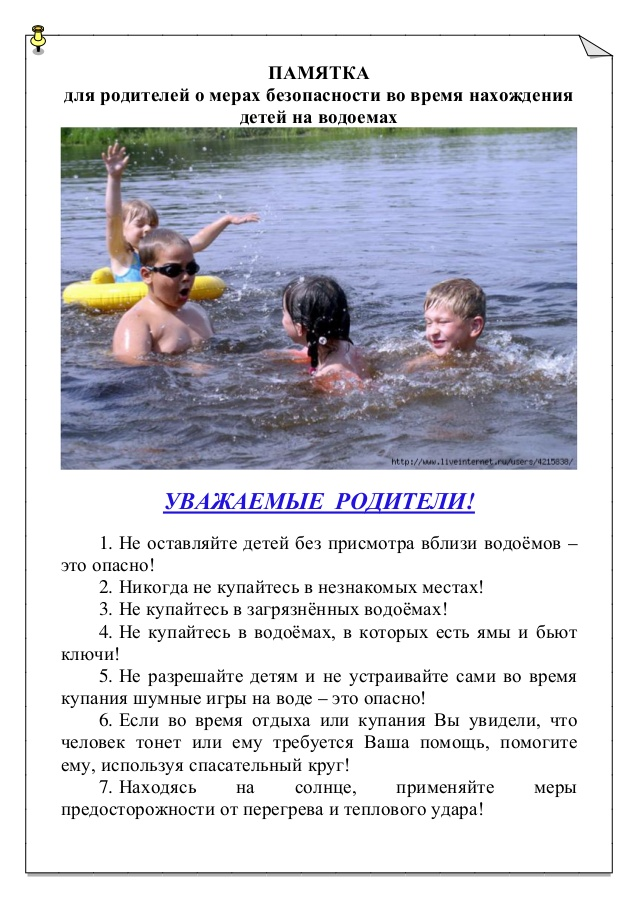 ПАМЯТКА
для родителей о мерах безопасности во время нахождения
детей на водоемах
http://www.liveinternet.ru/users/4215838/
УВАЖАЕМЫЕ РОДИТЕЛИ!
1. Не оставляйте детей без присмотра вблизи водоёмов –
это опасно!
2. Никогда не купайтесь в незнакомых местах!
3. Не купайтесь в загрязнённых водоёмах!
4. Не купайтесь в водоёмах, в которых есть ямы и бьют
ключи!
5. Не разрешайте детям и не устраивайте сами во время
купания шумные игры на воде – это опасно!
6. Если во время отдыха или купания Вы увидели, что
человек тонет или ему требуется Ваша помощь, помогите
ему, используя спасательный круг!
7. Находясь на солнце, применяйте меры
предосторожности от перегрева и теплового удара!